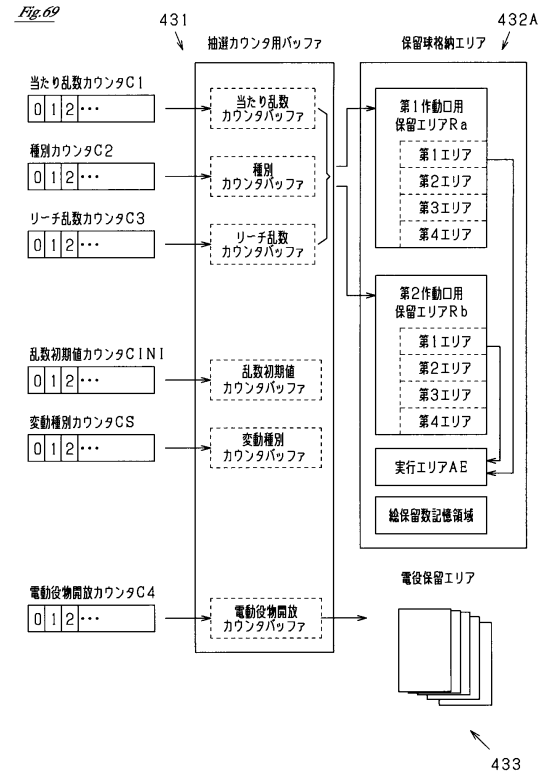 Fig.69
431
432A
抽選カウンタ用バッファ
保留球格納エリア
当たり乱数カウンタC1
0 1 2 ・・・
当たり乱数
カウンタバッファ
種別カウンタC2
0 1 2 ・・・
種別
カウンタバッファ
リーチ乱数カウンタC3
0 1 2 ・・・
リーチ乱数
カウンタバッファ
乱数初期値カウンタCINI
0 1 2 ・・・
乱数初期値
カウンタバッファ
変動種別カウンタCS
0 1 2 ・・・
変動種別
カウンタバッファ
電動役物開放カウンタC4
0 1 2 ・・・
電動役物開放
カウンタバッファ
第1作動口用
保留エリアRa
第1エリア
第2エリア
第3エリア
第4エリア
第2作動口用
保留エリアRb
第1エリア
第2エリア
第3エリア
第4エリア
実行エリアAE
総保留数記憶領域
電役保留エリア
433